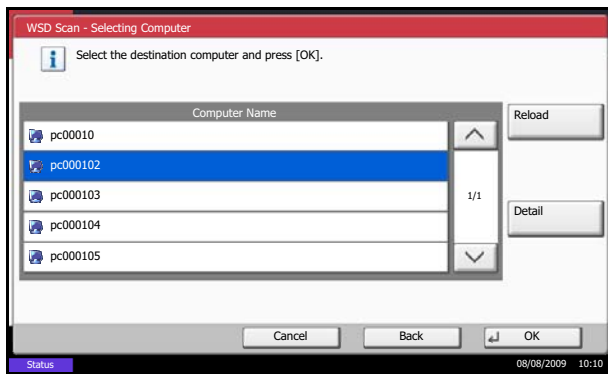 WSD Scan - Selecting Computer
Select the destination computer and press [OK].
Computer Name
pc00010
pc000102
pc000103
pc000104
pc000105
1/1
Reload
Detail
Cancel Back OK
Status 08/08/2009 10:10